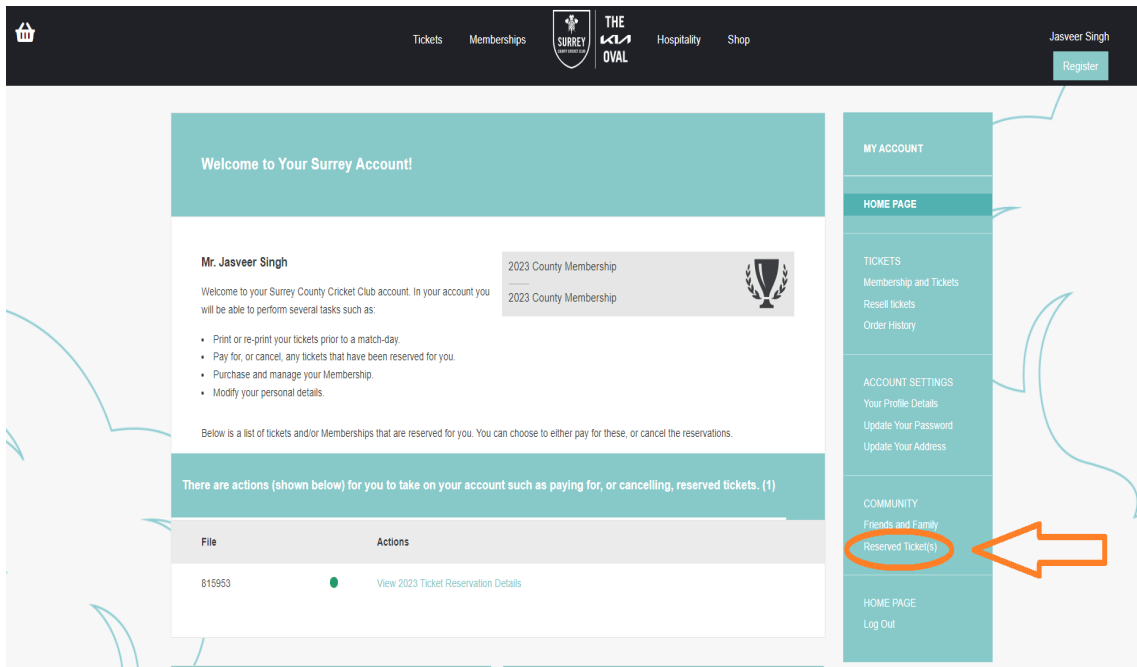 Tickets
Memberships
SURREY
COUNTY CRICKET CLUB
THE
KIA
OVAL
Hospitality
Shop
Jasveer Singh
Register
Welcome to Your Surrey Account!
Mr. Jasveer Singh
Welcome to your Surrey County Cricket Club account. In your account you
will be able to perform several tasks such as:
• Print or re-print your tickets prior to a match-day.
• Pay for, or cancel, any tickets that have been reserved for you.
• Purchase and manage your Membership.
• Modify your personal details.
2023 County Membership
2023 County Membership
Below is a list of tickets and/or Memberships that are reserved for you. You can choose to either pay for these, or cancel the reservations.
There are actions (shown below) for you to take on your account such as paying for, or cancelling, reserved tickets. (1)
File Actions
815953 View 2023 Ticket Reservation Details
MY ACCOUNT
HOME PAGE
TICKETS
Membership and Tickets
Resell tickets
Order History
ACCOUNT SETTINGS
Your Profile Details
Update Your Password
Update Your Address
COMMUNITY
Friends and Family
Reserved Ticket(s)
HOME PAGE
Log Out